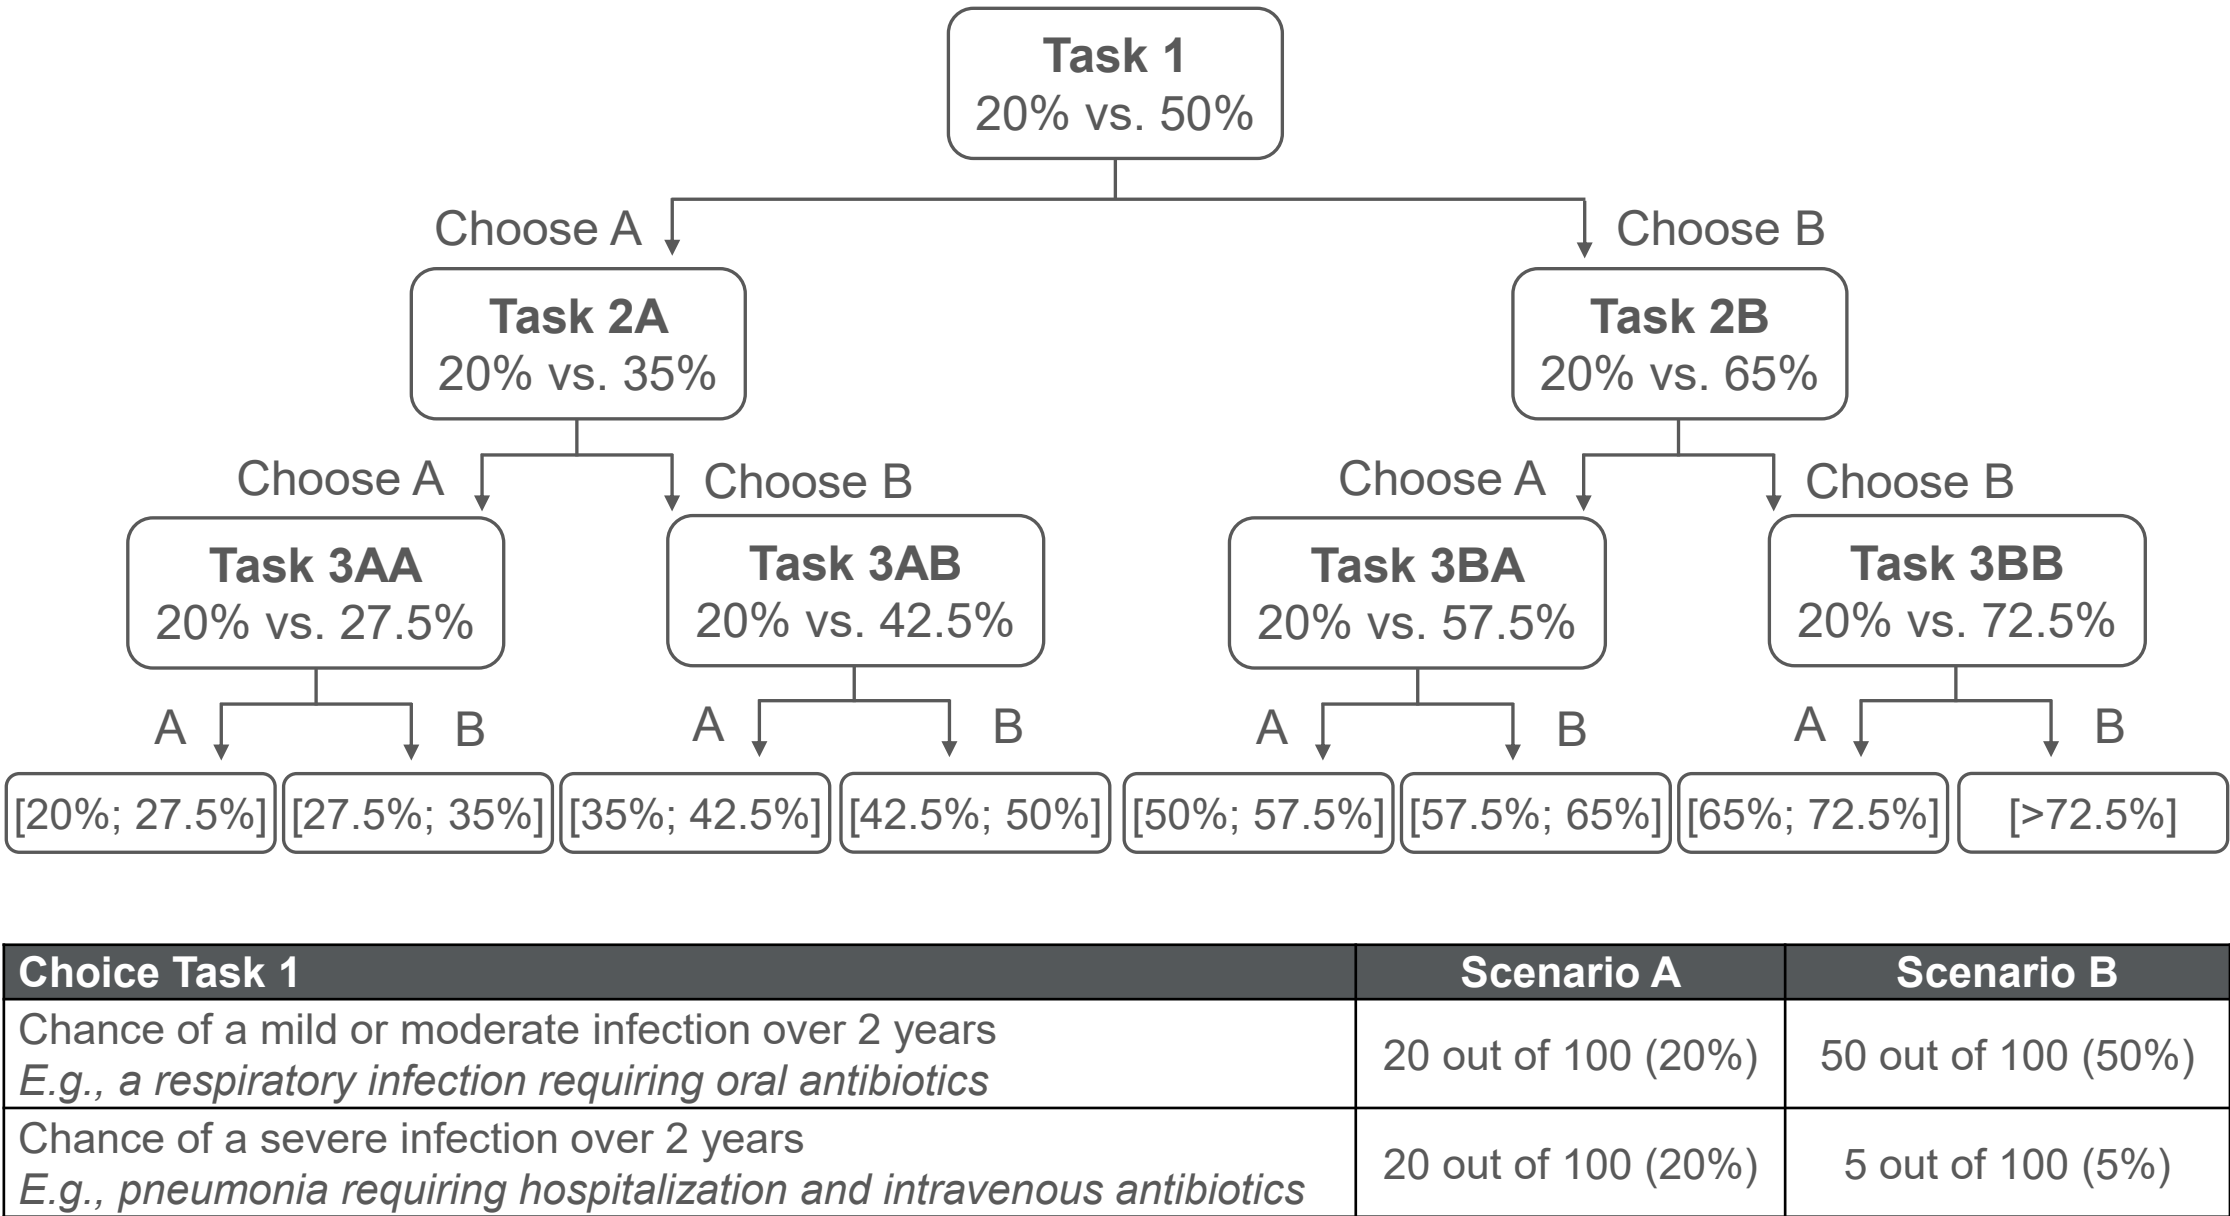 Task 1
20% vs. 50%
Choose A
Choose B
Task 2A
20% vs. 35%
Task 2B
20% vs. 65%
Choose A
Choose B
Choose A
Choose B
Task 3AA
20% vs. 27.5%
Task 3AB
20% vs. 42.5%
Task 3BA
20% vs. 57.5%
Task 3BB
20% vs. 72.5%
A
B
A
B
A
B
A
B
[20%; 27.5%]
[27.5%; 35%]
[35%; 42.5%]
[42.5%; 50%]
[50%; 57.5%]
[57.5%; 65%]
[65%; 72.5%]
[>72.5%]
Choice Task 1
Scenario A
Scenario B
Chance of a mild or moderate infection over 2 years
E.g., a respiratory infection requiring oral antibiotics
20 out of 100 (20%)
50 out of 100 (50%)
Chance of a severe infection over 2 years
E.g., pneumonia requiring hospitalization and intravenous antibiotics
20 out of 100 (20%)
5 out of 100 (5%)